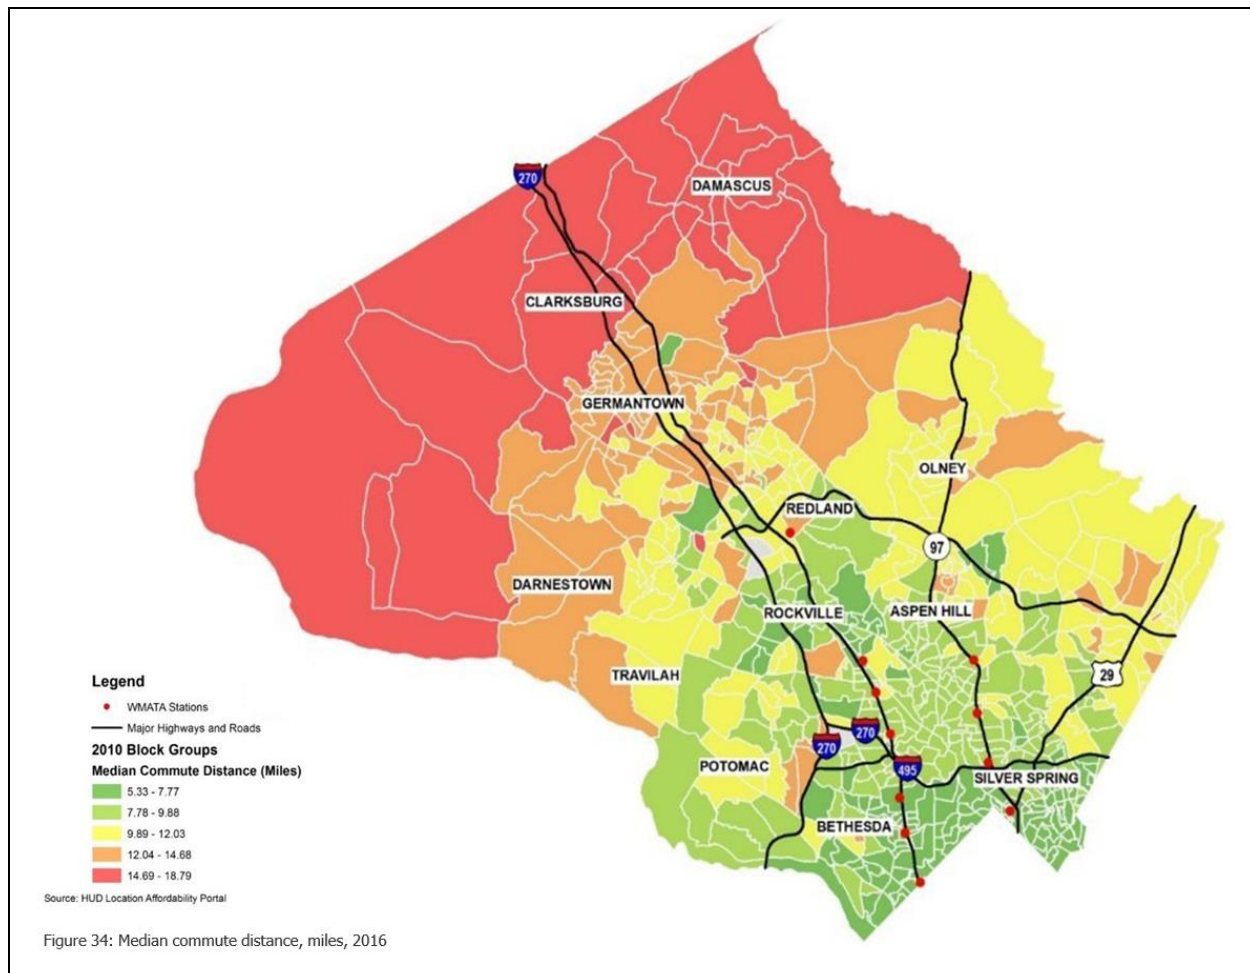 270
DAMASCUS
CLARKSBURG
GERMANTOWN
OLNEY
REDLAND
97
DARNESTOWN
ROCKVILLE
ASPEN HILL
TRAVILAH
29
270
270
POTOMAC
495
SILVER SPRING
BETHESDA
Legend
WMATA Stations
Major Highways and Roads
2010 Block Groups
Median Commute Distance (Miles)
5.33 - 7.77
7.78 - 9.88
9.89 - 12.03
12.04 - 14.68
14.69 - 18.79
Source: HUD Location Affordability Portal
Figure 34: Median commute distance, miles, 2016